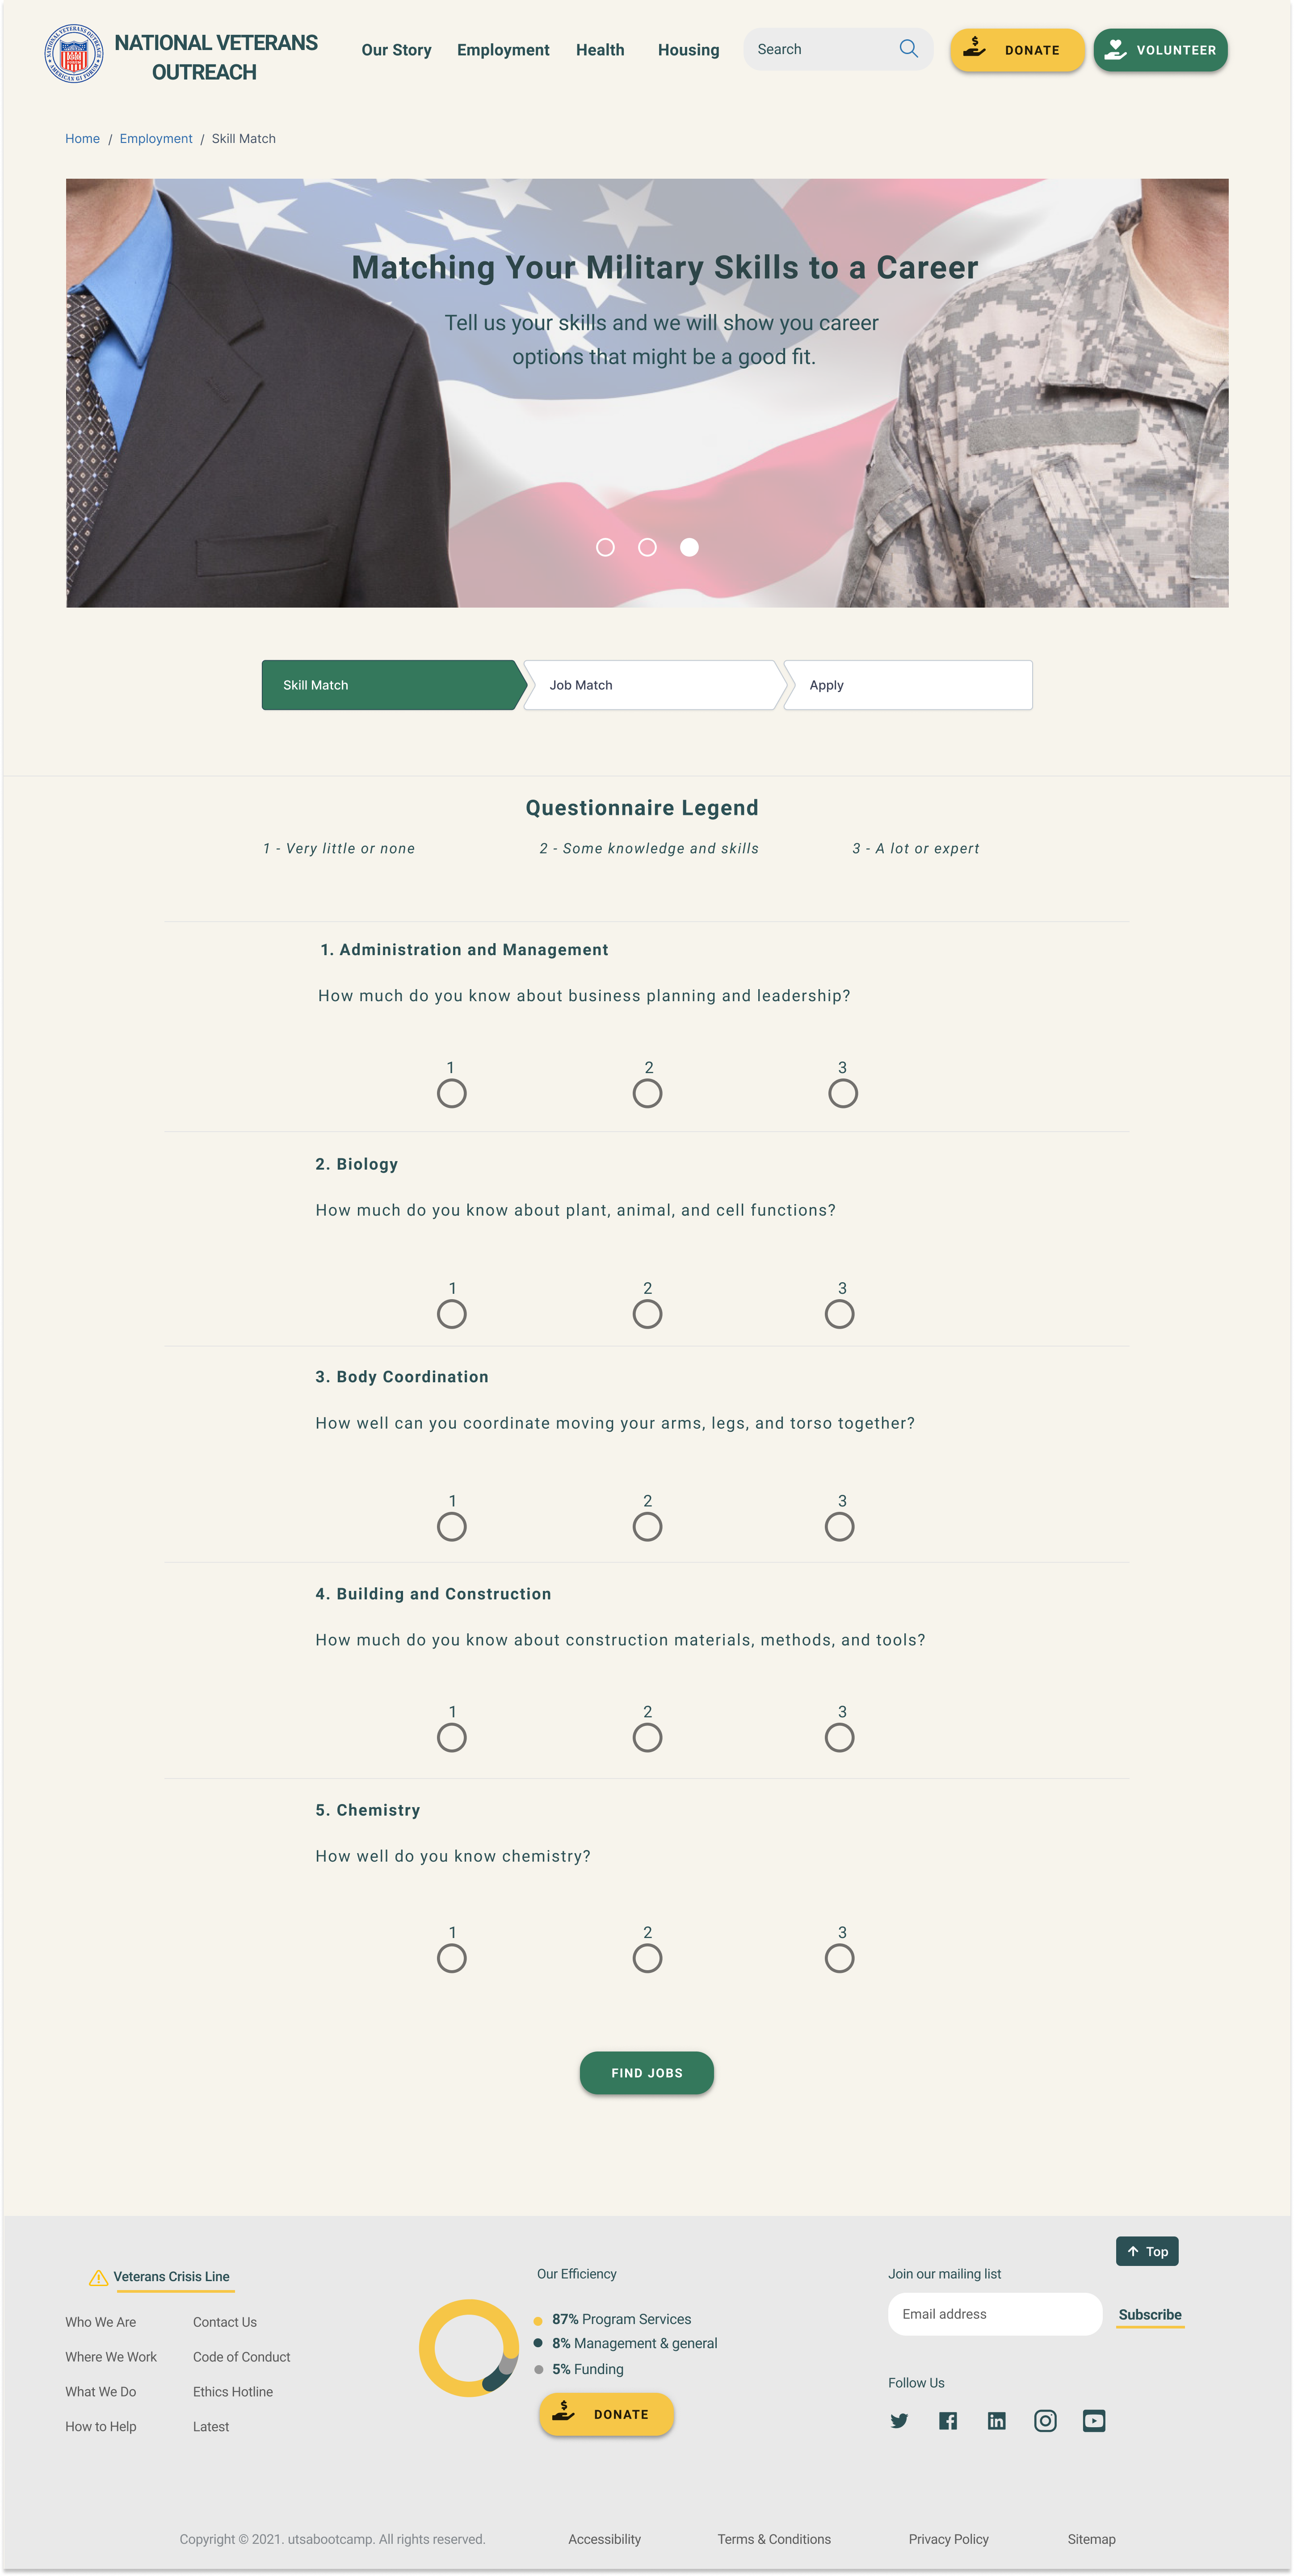 NATIONAL VETERANS OUTREACH
AMERICAN GI FORUM
NATIONAL VETERANS
OUTREACH
Our Story
Employment
Health
Housing
Search
DONATE
VOLUNTEER
Home / Employment / Skill Match
Matching Your Military Skills to a Career
Tell us your skills and we will show you career
options that might be a good fit.
Skill Match
Job Match
Apply
Questionnaire Legend
1 - Very little or none
2 - Some knowledge and skills
3 - A lot or expert
1. Administration and Management
How much do you know about business planning and leadership?
1 2 3
2. Biology
How much do you know about plant, animal, and cell functions?
1 2 3
3. Body Coordination
How well can you coordinate moving your arms, legs, and torso together?
1 2 3
4. Building and Construction
How much do you know about construction materials, methods, and tools?
1 2 3
5. Chemistry
How well do you know chemistry?
1 2 3
FIND JOBS
Top
Veterans Crisis Line
Who We Are
Where We Work
What We Do
How to Help
Contact Us
Code of Conduct
Ethics Hotline
Latest
Our Efficiency
87% Program Services
8% Management & general
5% Funding
DONATE
Join our mailing list
Email address
Subscribe
Follow Us
Copyright © 2021. utsabootcamp. All rights reserved.
Accessibility
Terms & Conditions
Privacy Policy
Sitemap